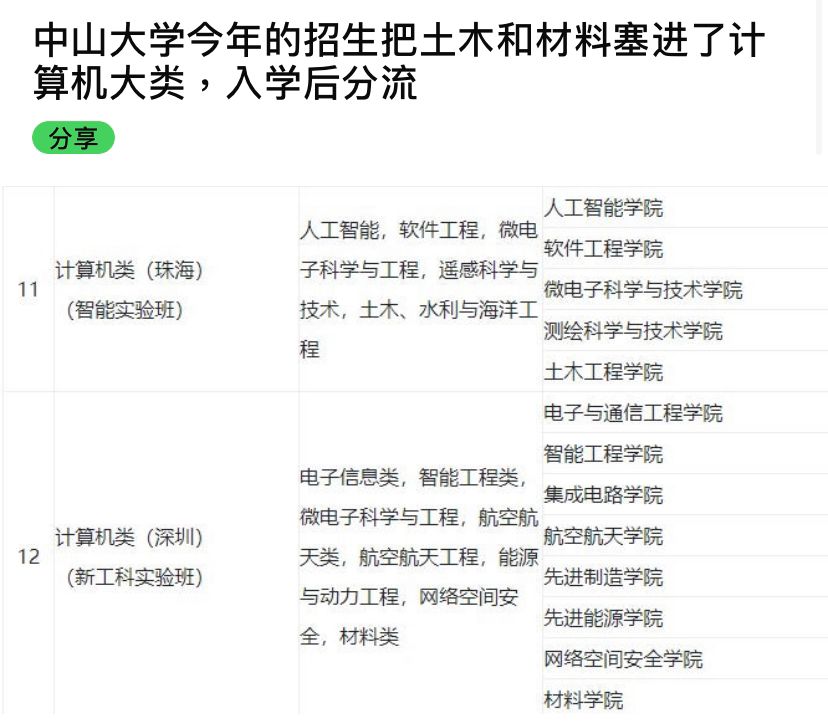 中山大学今年的招生把土木和材料塞进了计
算机大类，入学后分流
分享
11
计算机类（珠海）
（智能实验班）
人工智能，软件工程，微电
子科学与工程，遥感科学与
技术，土木、水利与海洋工
程
人工智能学院
软件工程学院
微电子科学与技术学院
测绘科学与技术学院
土木工程学院
12
计算机类（深圳）
（新工科实验班）
电子信息类，智能工程类，
微电子科学与工程，航空航
天类，航空航天工程，能源
与动力工程，网络空间安
全，材料类
电子与通信工程学院
智能工程学院
集成电路学院
航空航天学院
先进制造学院
先进能源学院
网络空间安全学院
材料学院